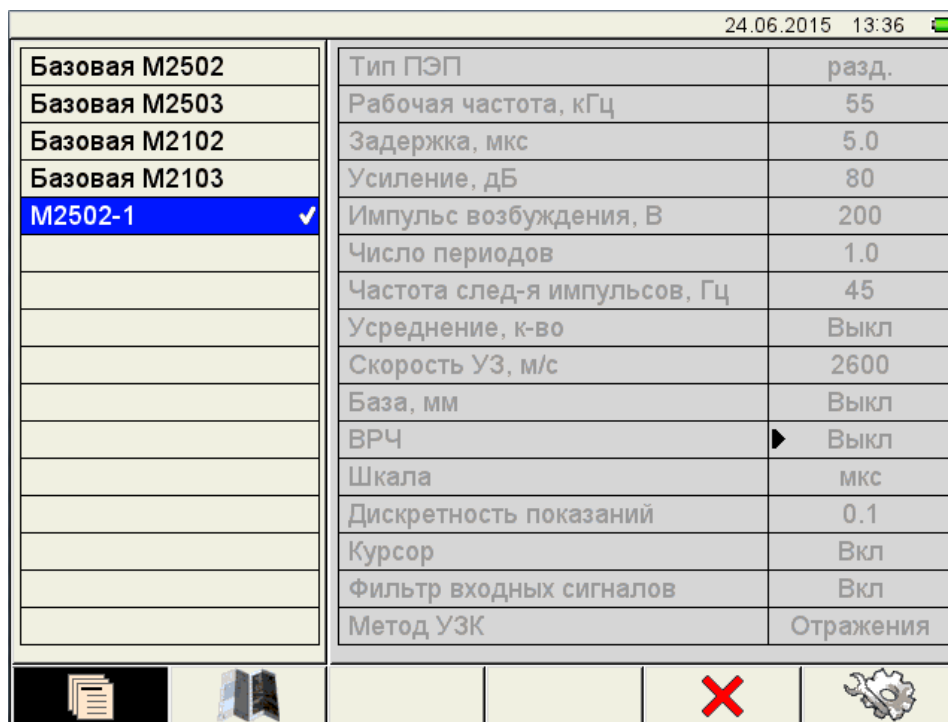 24.06.2015 13:36
Базовая М2502
Базовая М2503
Базовая М2102
Базовая М2103
М2502-1
Тип ПЭП разд.
Рабочая частота, кГц 55
Задержка, мкс 5.0
Усиление, дБ 80
Импульс возбуждения, В 200
Число периодов 1.0
Частота след-я импульсов, Гц 45
Усреднение, к-во Выкл
Скорость УЗ, м/с 2600
База, мм Выкл
ВРЧ Выкл
Шкала мкс
Дискретность показаний 0.1
Курсор Вкл
Фильтр входных сигналов Вкл
Метод УЗК Отражения